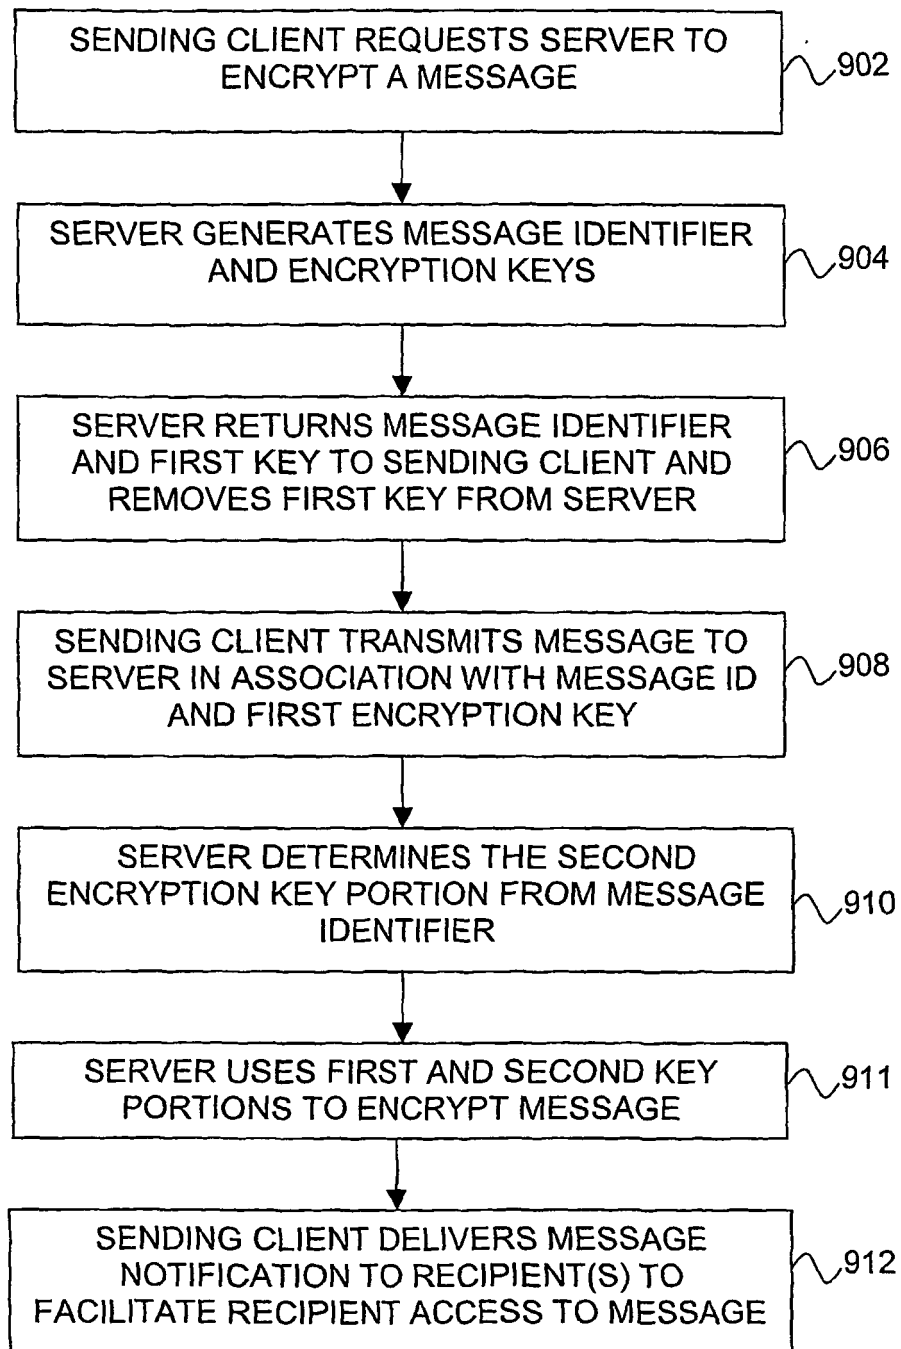 SENDING CLIENT REQUESTS SERVER TO
ENCRYPT A MESSAGE
902
SERVER GENERATES MESSAGE IDENTIFIER
AND ENCRYPTION KEYS
904
SERVER RETURNS MESSAGE IDENTIFIER
AND FIRST KEY TO SENDING CLIENT AND
REMOVES FIRST KEY FROM SERVER
906
SENDING CLIENT TRANSMITS MESSAGE TO
SERVER IN ASSOCIATION WITH MESSAGE ID
AND FIRST ENCRYPTION KEY
908
SERVER DETERMINES THE SECOND
ENCRYPTION KEY PORTION FROM MESSAGE
IDENTIFIER
910
SERVER USES FIRST AND SECOND KEY
PORTIONS TO ENCRYPT MESSAGE
911
SENDING CLIENT DELIVERS MESSAGE
NOTIFICATION TO RECIPIENT(S) TO
FACILITATE RECIPIENT ACCESS TO MESSAGE
912